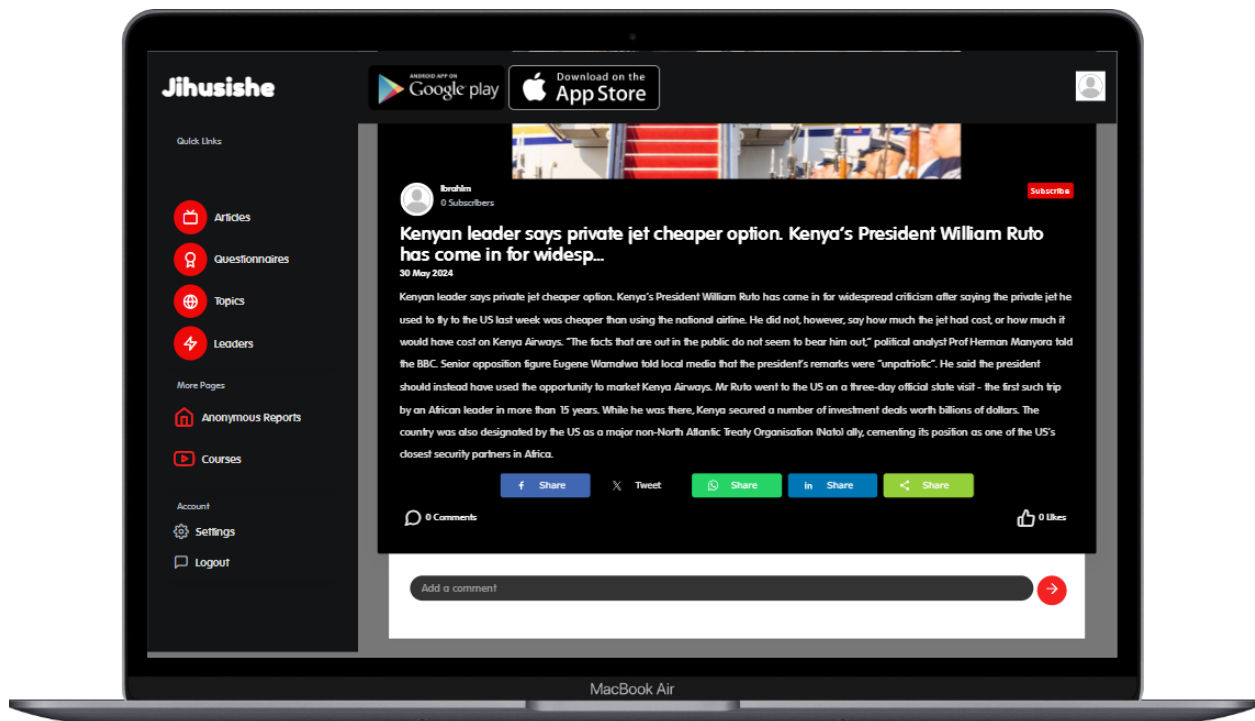 Jihusishe
ANDROID APP ON
Google play
Download on the
App Store
Quick Links
Articles
Questionnaires
Topics
Leaders
More Pages
Anonymous Reports
Courses
Account
Settings
Logout
Ibrahim
0 Subscribers
Subscribe
Kenyan leader says private jet cheaper option. Kenya's President William Ruto
has come in for widesp...
30 May 2024
Kenyan leader says private jet cheaper option. Kenya's President William Ruto has come in for widespread criticism after saying the private jet he
used to fly to the US last week was cheaper than using the national airline. He did not, however, say how much the jet had cost, or how much it
would have cost on Kenya Airways. "The facts that are out in the public do not seem to bear him out," political analyst Prof Herman Manyora told
the BBC. Senior opposition figure Eugene Wamalwa told local media that the president's remarks were "unpatriotic". He said the president
should instead have used the opportunity to market Kenya Airways. Mr Ruto went to the US on a three-day official state visit - the first such trip
by an African leader in more than 15 years. While he was there, Kenya secured a number of investment deals worth billions of dollars. The
country was also designated by the US as a major non-North Atlantic Treaty Organisation (Nato) ally, cementing its position as one of the US's
closest security partners in Africa.
Share
Tweet
Share
Share
Share
0 Comments
0 Likes
Add a comment
MacBook Air